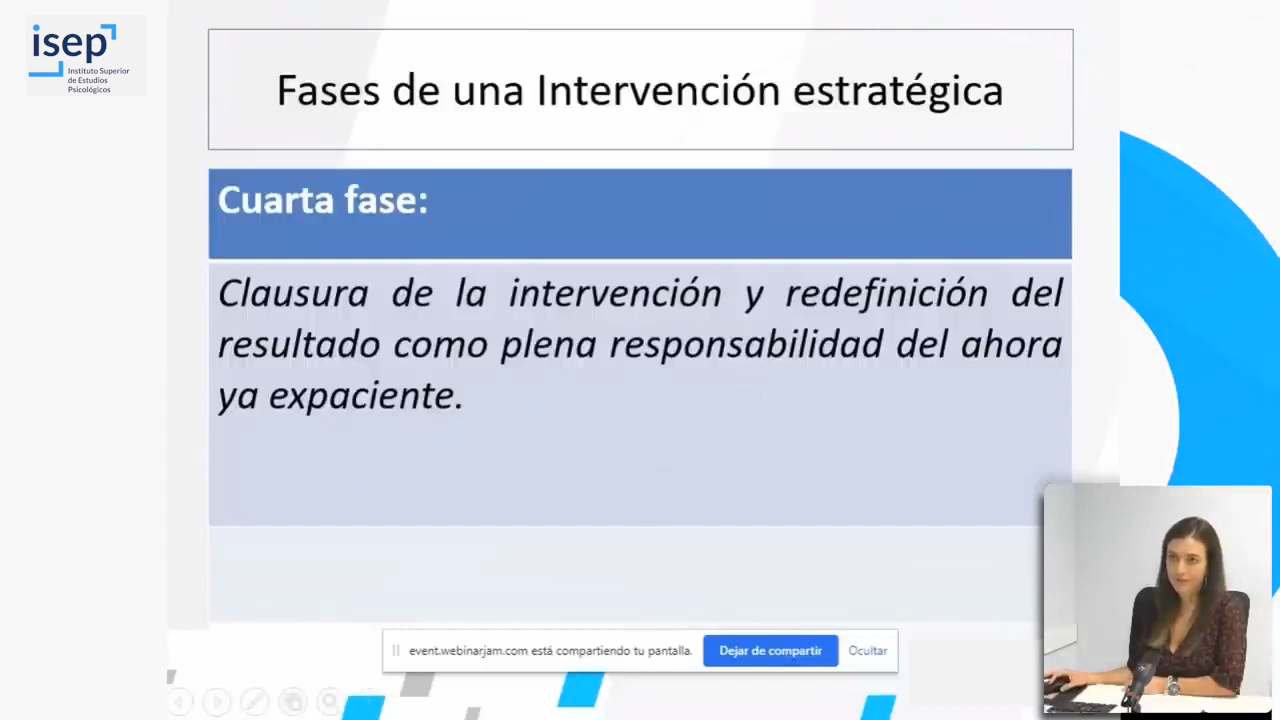 isep
Instituto Superior
de Estudios
Psicológicos
Fases de una Intervención estratégica
Cuarta fase:
Clausura de la intervención y redefinición del
resultado como plena responsabilidad del ahora
ya expaciente.
event.webinarjam.com está compartiendo tu pantalla.
Dejar de compartir
Ocultar